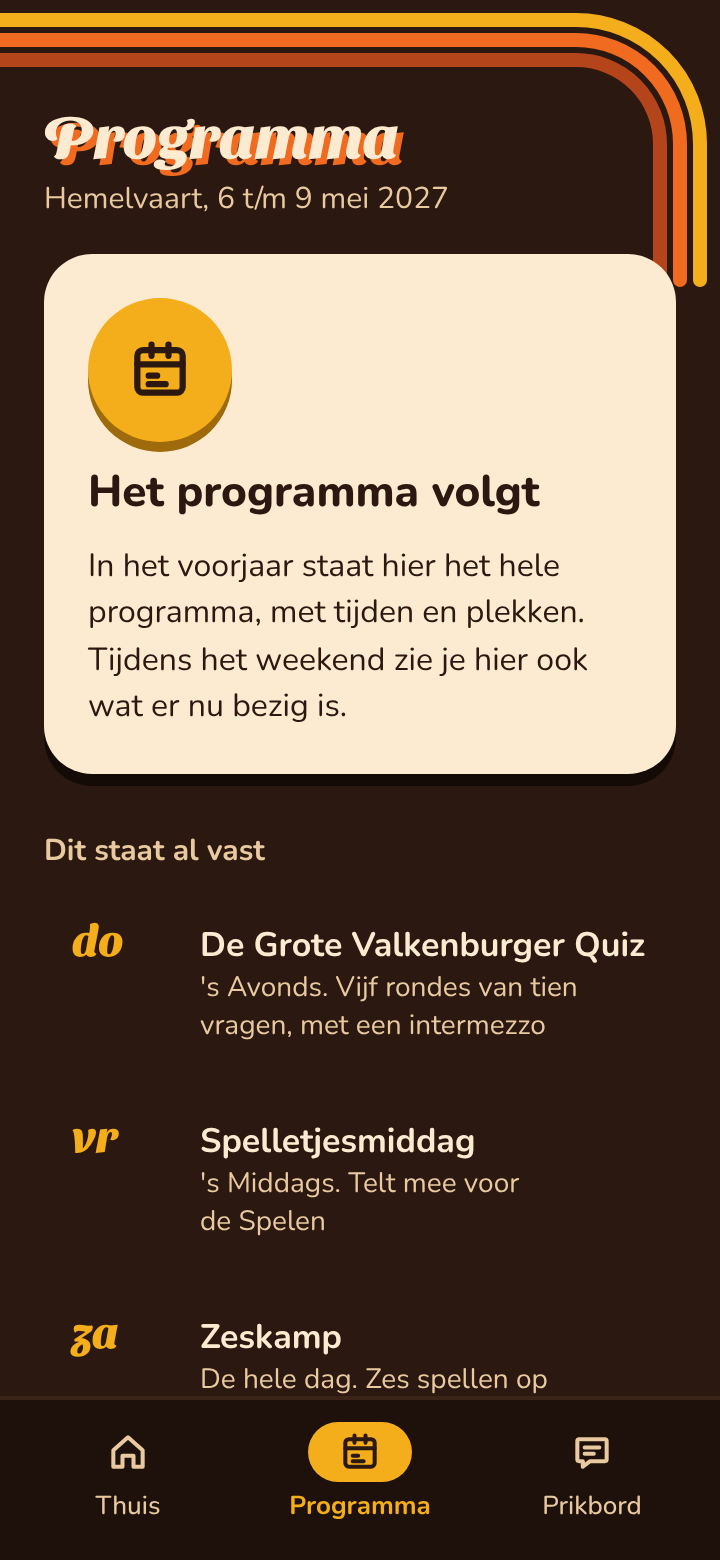 Programma
Hemelvaart, 6 t/m 9 mei 2027
Het programma volgt
In het voorjaar staat hier het hele
programma, met tijden en plekken.
Tijdens het weekend zie je hier ook
wat er nu bezig is.
Dit staat al vast
do
De Grote Valkenburger Quiz
's Avonds. Vijf rondes van tien
vragen, met een intermezzo
vr
Spelletjesmiddag
's Middags. Telt mee voor
de Spelen
za
Zeskamp
De hele dag. Zes spellen op
Thuis
Programma
Prikbord